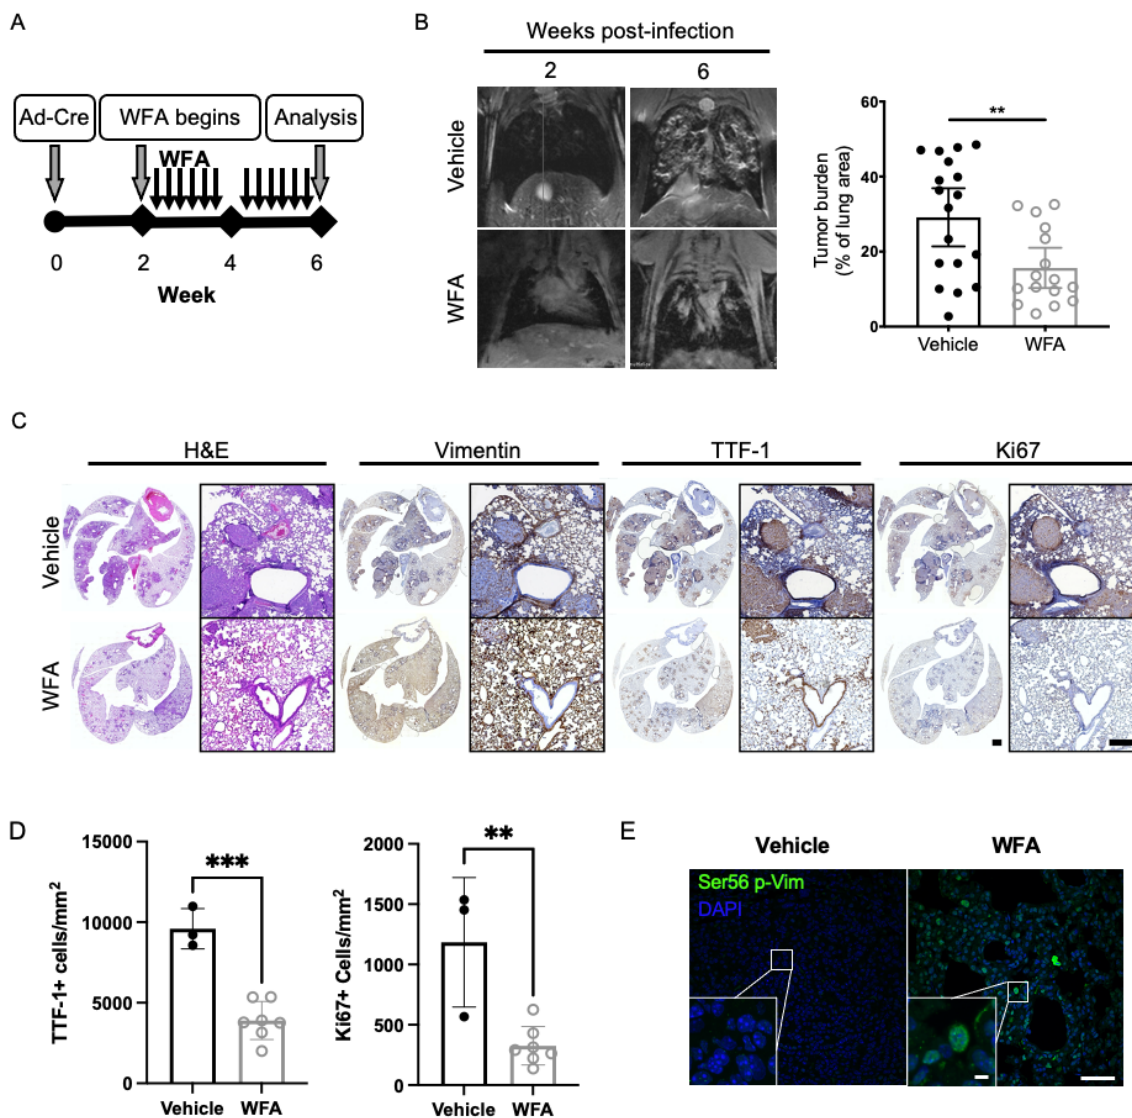 A
Ad-Cre
WFA begins
Analysis
WFA
0
2
4
6
Week
B
Weeks post-infection
2
6
Vehicle
WFA
**
Tumor burden
(% of lung area)
60
40
20
0
Vehicle
WFA
C
H&E
Vimentin
TTF-1
Ki67
Vehicle
WFA
D
***
TTF-1+ cells/mm²
15000
10000
5000
0
Vehicle
WFA
**
Ki67+ Cells/mm²
2000
1500
1000
500
0
Vehicle
WFA
E
Vehicle
WFA
Ser56 p-Vim
DAPI